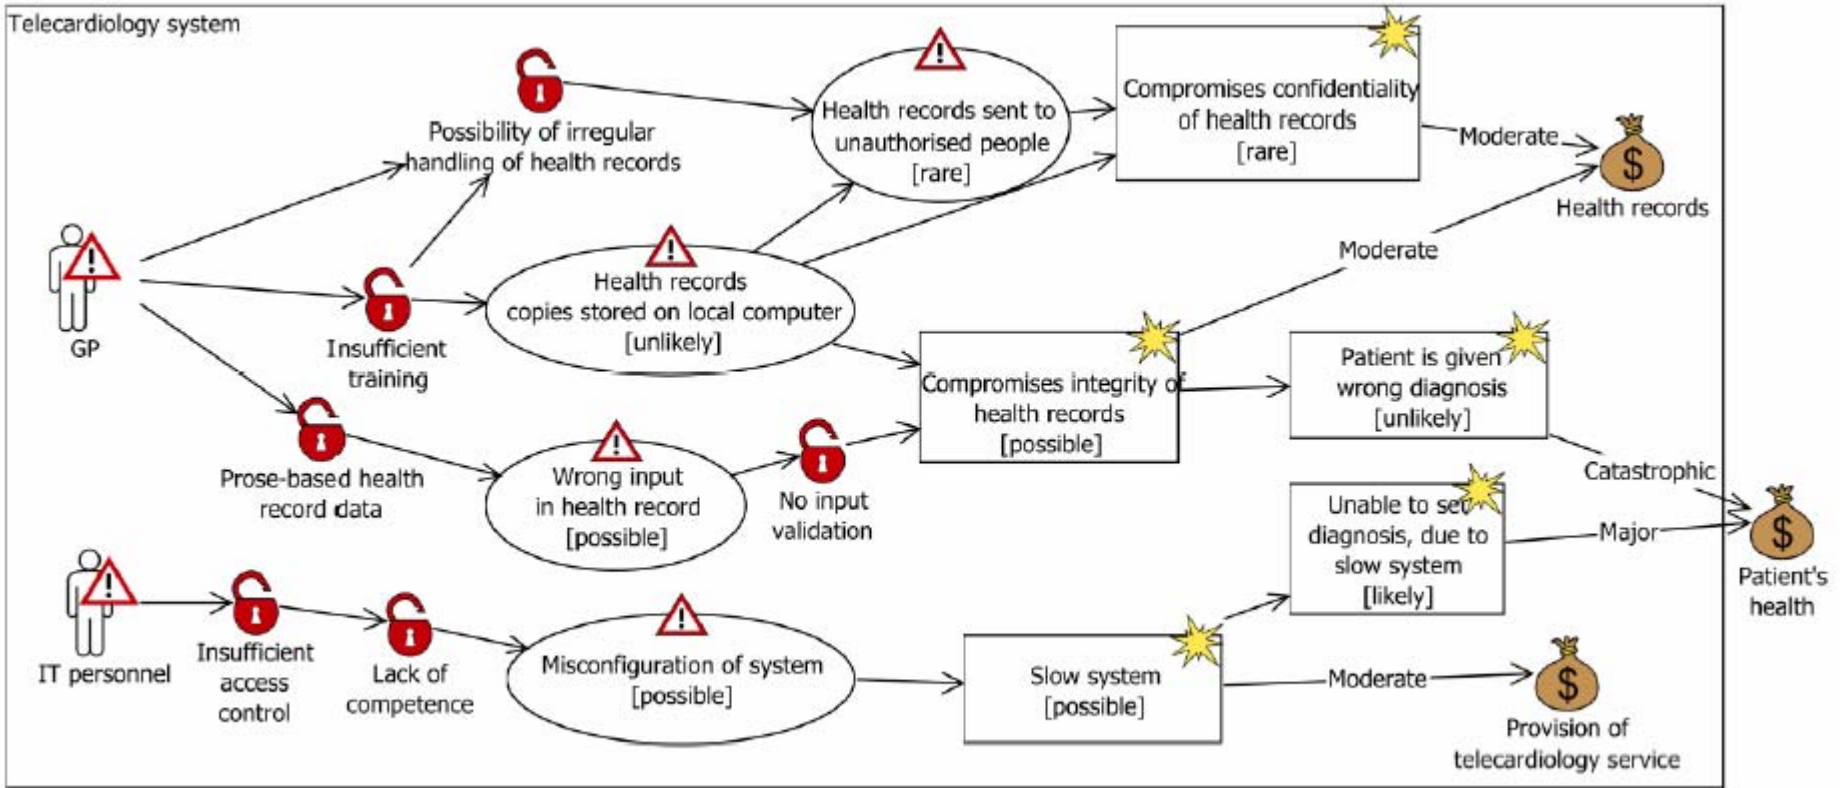 Telecardiology system
Possibility of irregular
handling of health records
Health records sent to
unauthorised people
[rare]
Compromises confidentiality
of health records
[rare]
Moderate
$
Health records
GP
Insufficient
training
Health records
copies stored on local computer
[unlikely]
Moderate
Prose-based health
record data
Wrong input
in health record
[possible]
No input
validation
Compromises integrity of
health records
[possible]
Patient is given
wrong diagnosis
[unlikely]
Catastrophic
Unable to set
diagnosis, due to
slow system
[likely]
Major
$
Patient's
health
IT personnel
Insufficient
access
control
Lack of
competence
Misconfiguration of system
[possible]
Slow system
[possible]
Moderate
$
Provision of
telecardiology service